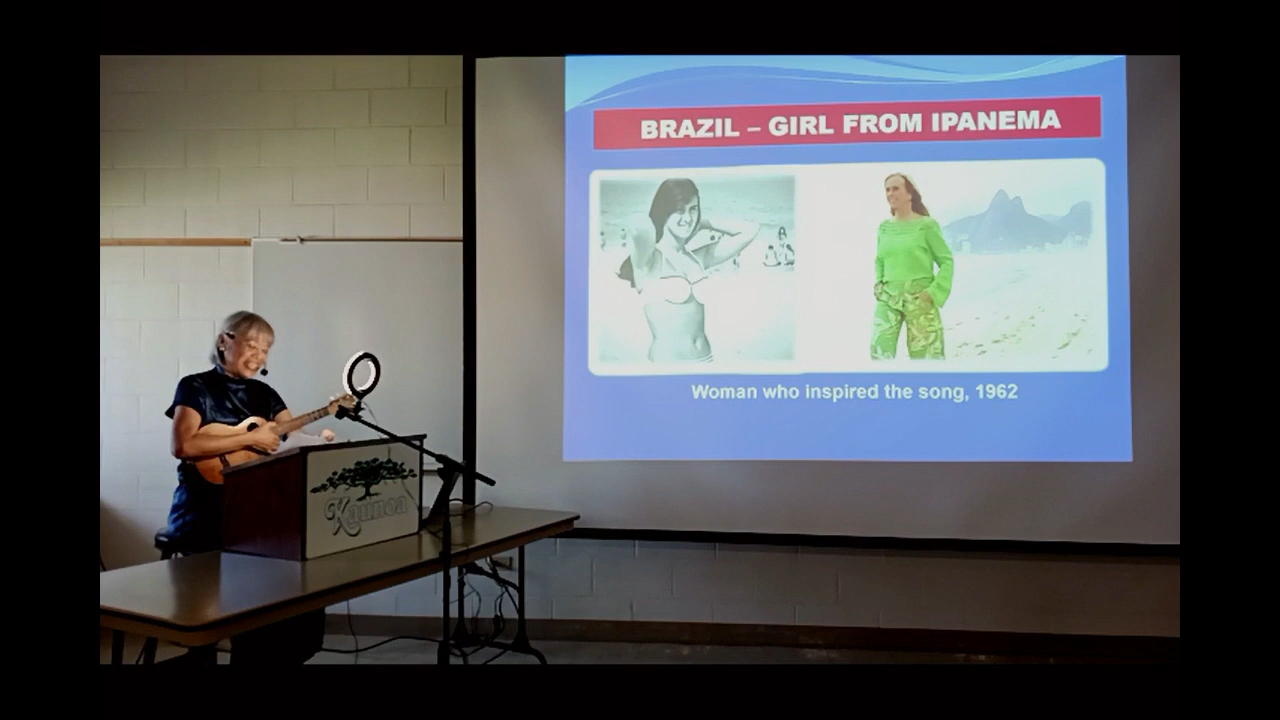 BRAZIL – GIRL FROM IPANEMA
Woman who inspired the song, 1962
Kaunoa